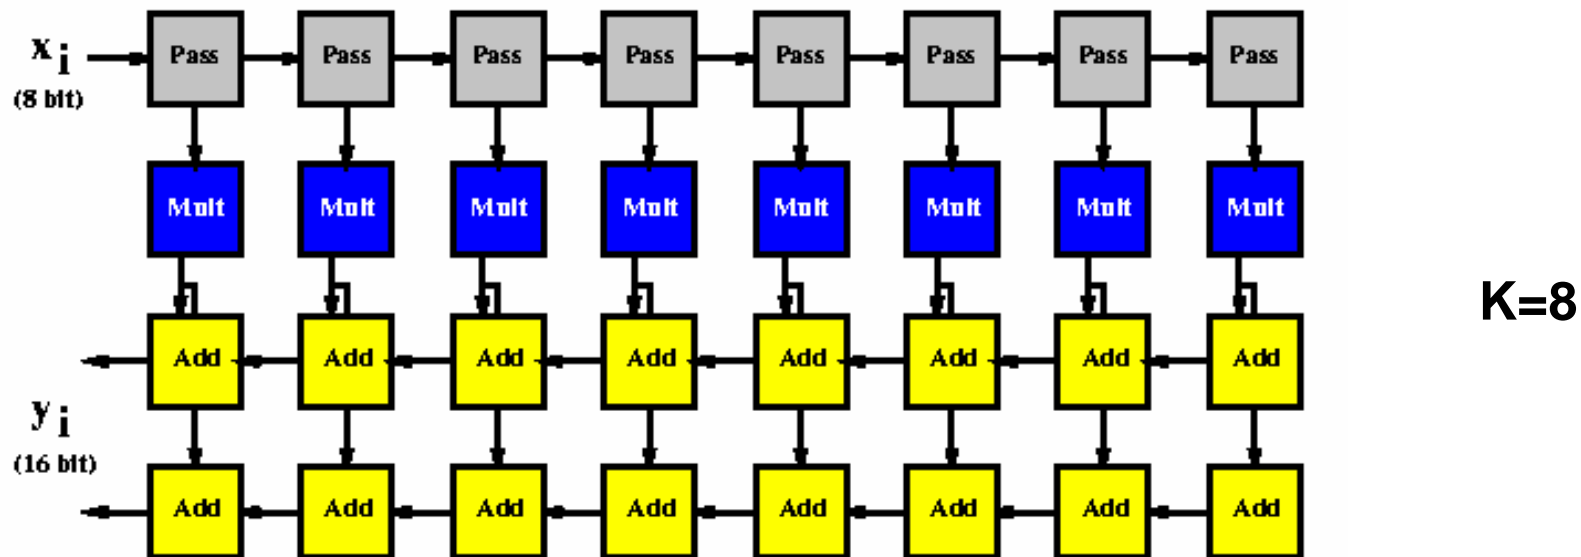 x i
(8 bit)
Pass Pass Pass Pass Pass Pass Pass Pass
Mult Mult Mult Mult Mult Mult Mult Mult
K=8
Add Add Add Add Add Add Add Add
y i
(16 bit)
Add Add Add Add Add Add Add Add